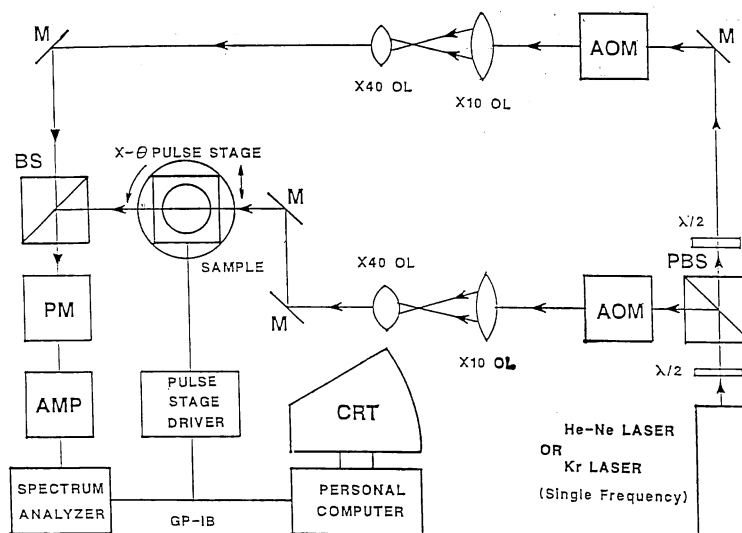 M
AOM
M
X40 OL
X10 OL
X-θ PULSE STAGE
BS
λ/2
M
SAMPLE
X40 OL
PBS
PM
M
AOM
X10 OL
λ/2
AMP
PULSE
STAGE
DRIVER
CRT
He-Ne LASER
OR
Kr LASER
(Single Frequency)
SPECTRUM
ANALYZER
GP-IB
PERSONAL
COMPUTER